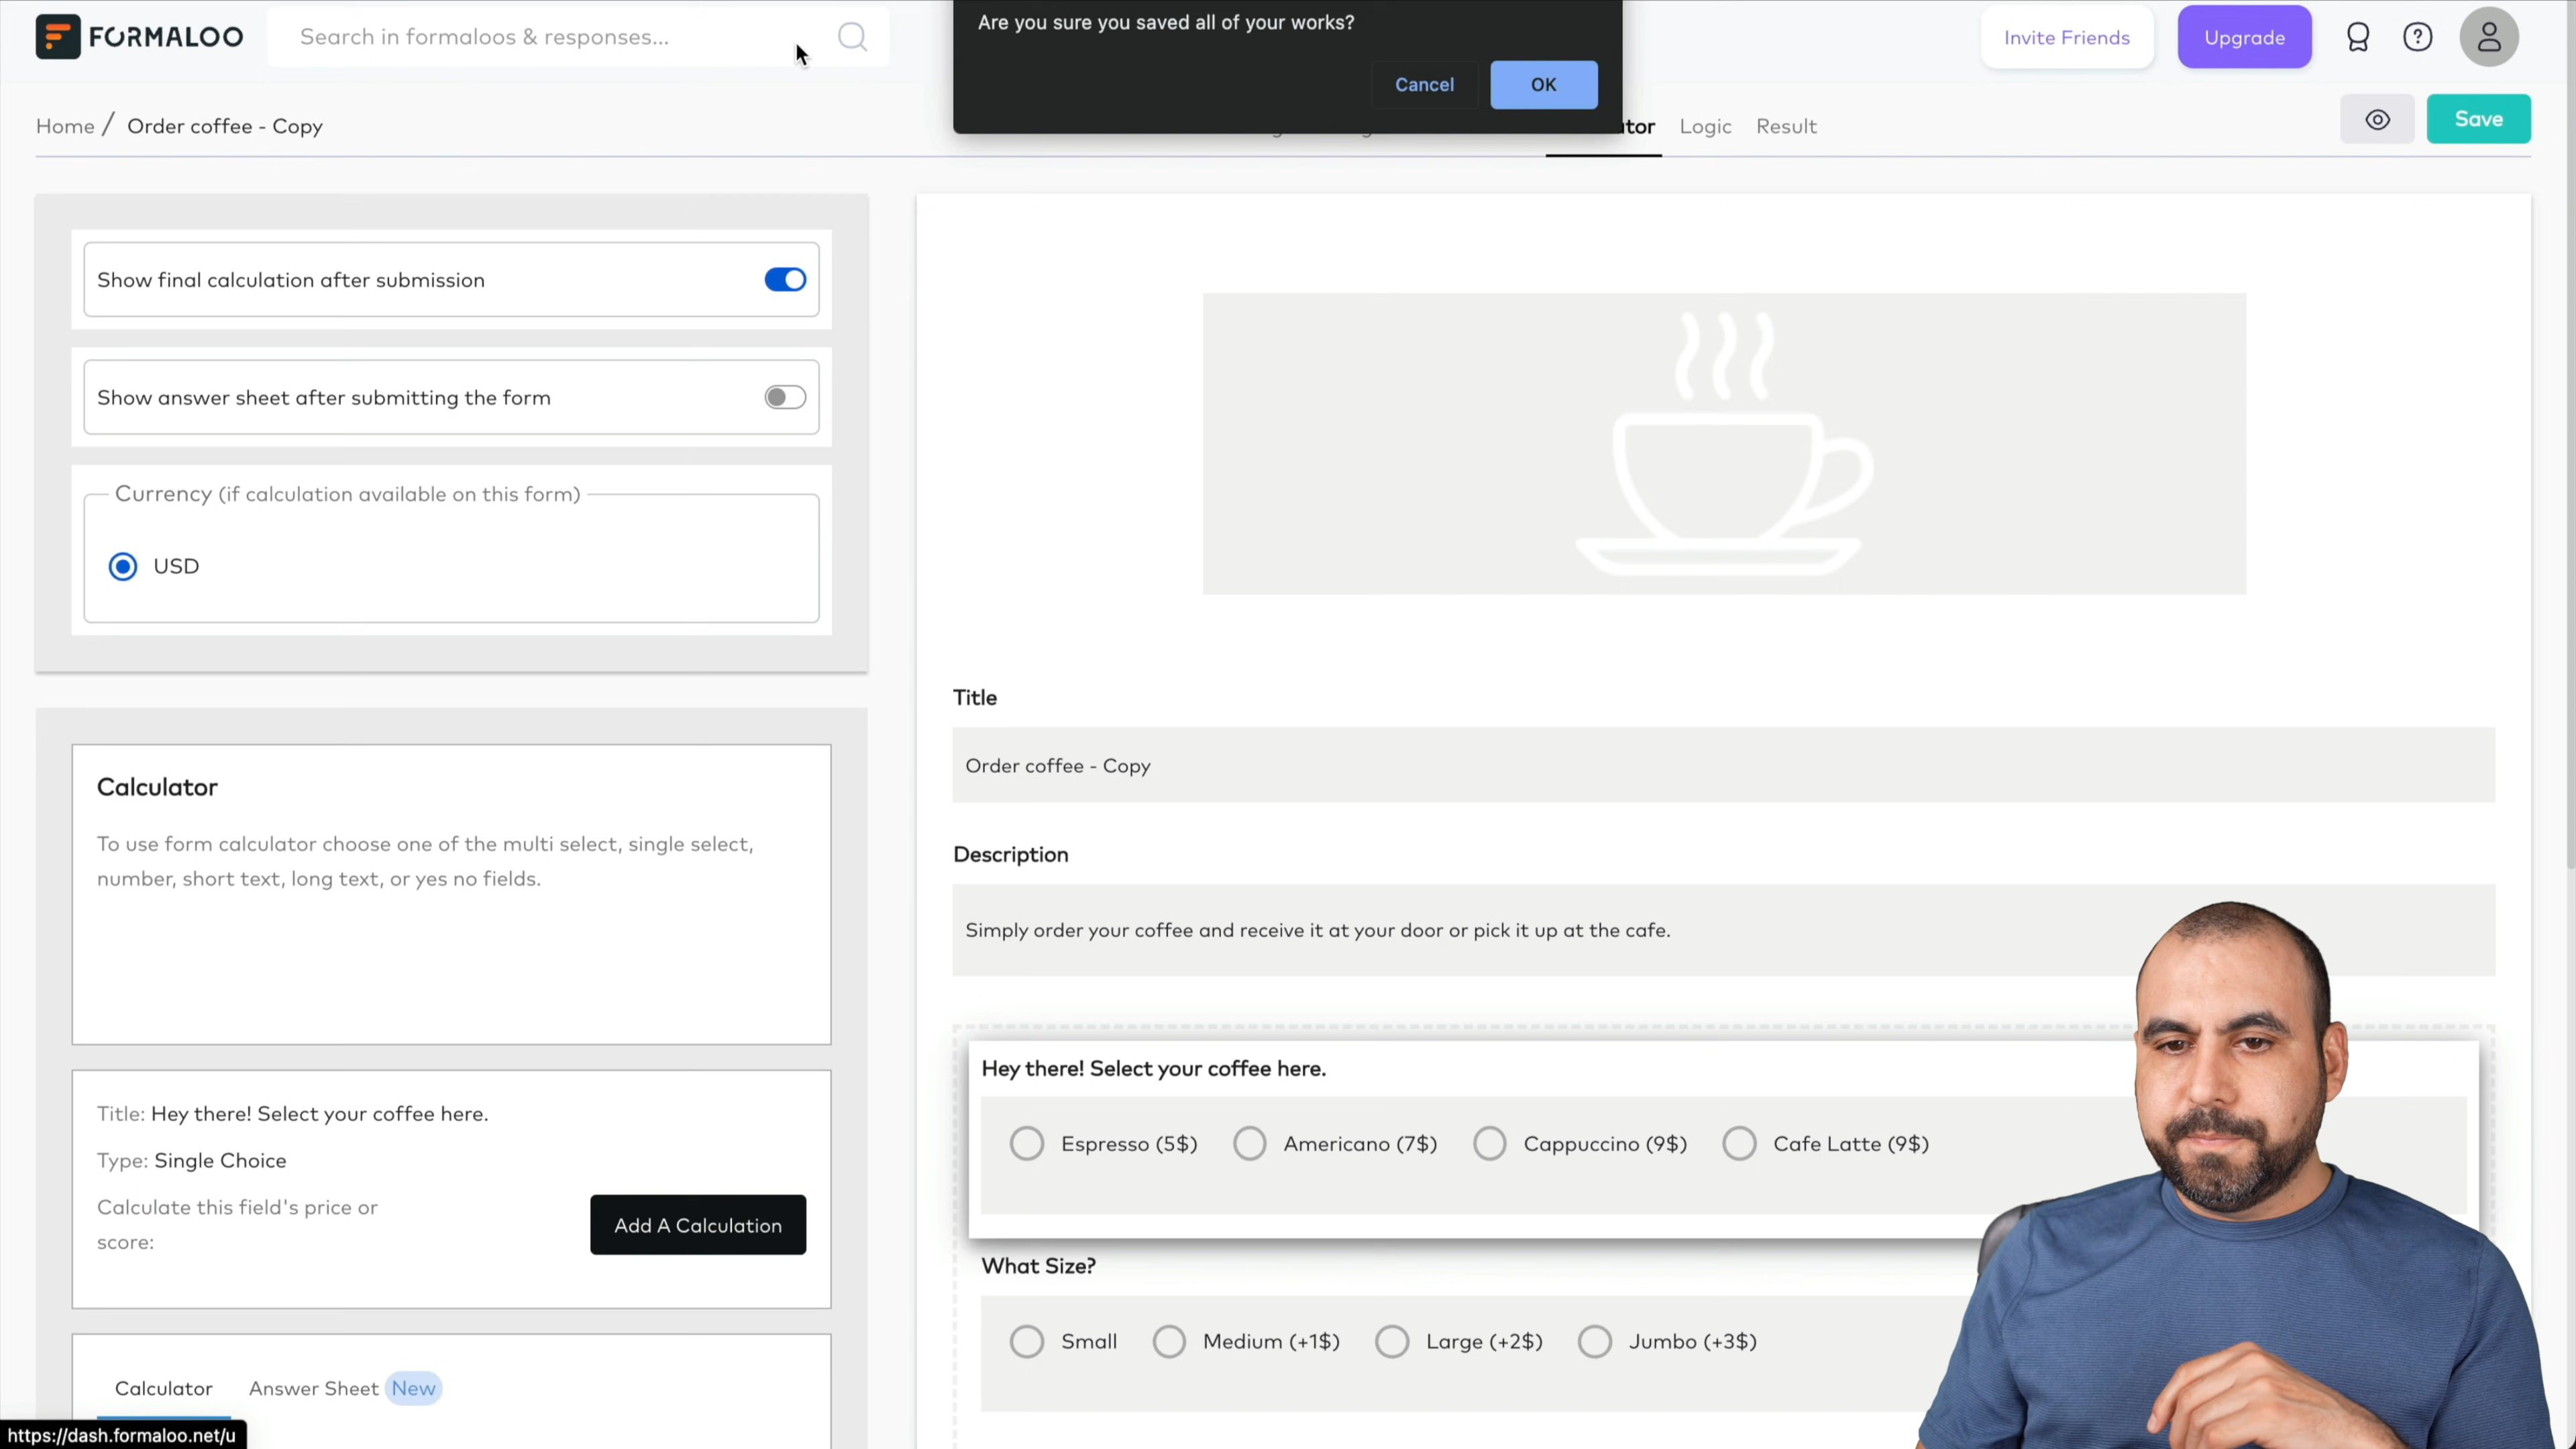 FORMALOO
Search in formaloos & responses...
Are you sure you saved all of your works?
Cancel
OK
Invite Friends
Upgrade
Home / Order coffee - Copy
tor
Logic
Result
Save
Show final calculation after submission
Show answer sheet after submitting the form
Currency (if calculation available on this form)
USD
Calculator
To use form calculator choose one of the multi select, single select,
number, short text, long text, or yes no fields.
Title: Hey there! Select your coffee here.
Type: Single Choice
Calculate this field's price or
score:
Add A Calculation
Calculator
Answer Sheet New
https://dash.formaloo.net/u
Title
Order coffee - Copy
Description
Simply order your coffee and receive it at your door or pick it up at the cafe.
Hey there! Select your coffee here.
Espresso (5$)
Americano (7$)
Cappuccino (9$)
Cafe Latte (9$)
What Size?
Small
Medium (+1$)
Large (+2$)
Jumbo (+3$)